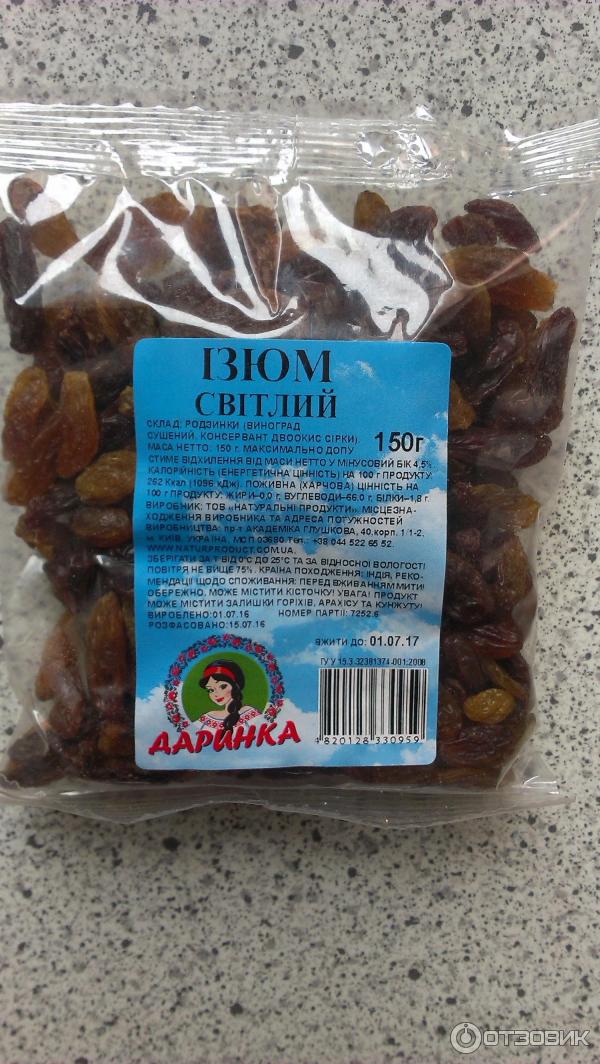 ІЗЮМ
СВІТЛИЙ
СКЛАД: РОДЗИНКИ (ВИНОГРАД
СУШЕНИЙ, КОНСЕРВАНТ ДВООКИС СІРКИ). 150г
МАСА НЕТТО: 150 г. МАКСИМАЛЬНО ДОПУ
СТИМЕ ВІДХИЛЕННЯ ВІД МАСИ НЕТТО У МІНУСОВИЙ БІК 4,5%
КАЛОРІЙНІСТЬ (ЕНЕРГЕТИЧНА ЦІННІСТЬ) НА 100 г ПРОДУКТУ:
262 Ккал (1096 кДж). ПОЖИВНА (ХАРЧОВА) ЦІННІСТЬ НА
100 г ПРОДУКТУ: ЖИРИ–0,0 г, ВУГЛЕВОДИ–66,0 г, БІЛКИ–1,8 г.
ВИРОБНИК: ТОВ «НАТУРАЛЬНІ ПРОДУКТИ». МІСЦЕЗНА-
ХОДЖЕННЯ ВИРОБНИКА ТА АДРЕСА ПОТУЖНОСТЕЙ
ВИРОБНИЦТВА: пр-т АКАДЕМІКА ГЛУШКОВА, 40,корп. 1/1-2,
м. КИЇВ, УКРАЇНА, МСП 03680. Тел.: +38 044 522 65 52.
WWW.NATURPRODUCT.COM.UA.
ЗБЕРІГАТИ ЗА Т ВІД 0°С ДО 25°С ТА ЗА ВІДНОСНОЇ ВОЛОГОСТІ
ПОВІТРЯ НЕ ВИЩЕ 75%. КРАЇНА ПОХОДЖЕННЯ: ІНДІЯ, РЕКО-
МЕНДАЦІЇ ЩОДО СПОЖИВАННЯ: ПЕРЕД ВЖИВАННЯМ МИТИ!
ОБЕРЕЖНО, МОЖЕ МІСТИТИ КІСТОЧКУ! УВАГА! ПРОДУКТ
МОЖЕ МІСТИТИ ЗАЛИШКИ ГОРІХІВ, АРАХІСУ ТА КУНЖУТУ!
ВИРОБЛЕНО:01.07.16 НОМЕР ПАРТІЇ: 7252.6
РОЗФАСОВАНО:15.07.16
ВЖИТИ ДО: 01.07.17
ТУ У 15.3-32381374-001:2008
ДАРИНКА
4820128 330959
ОТЗОВИК